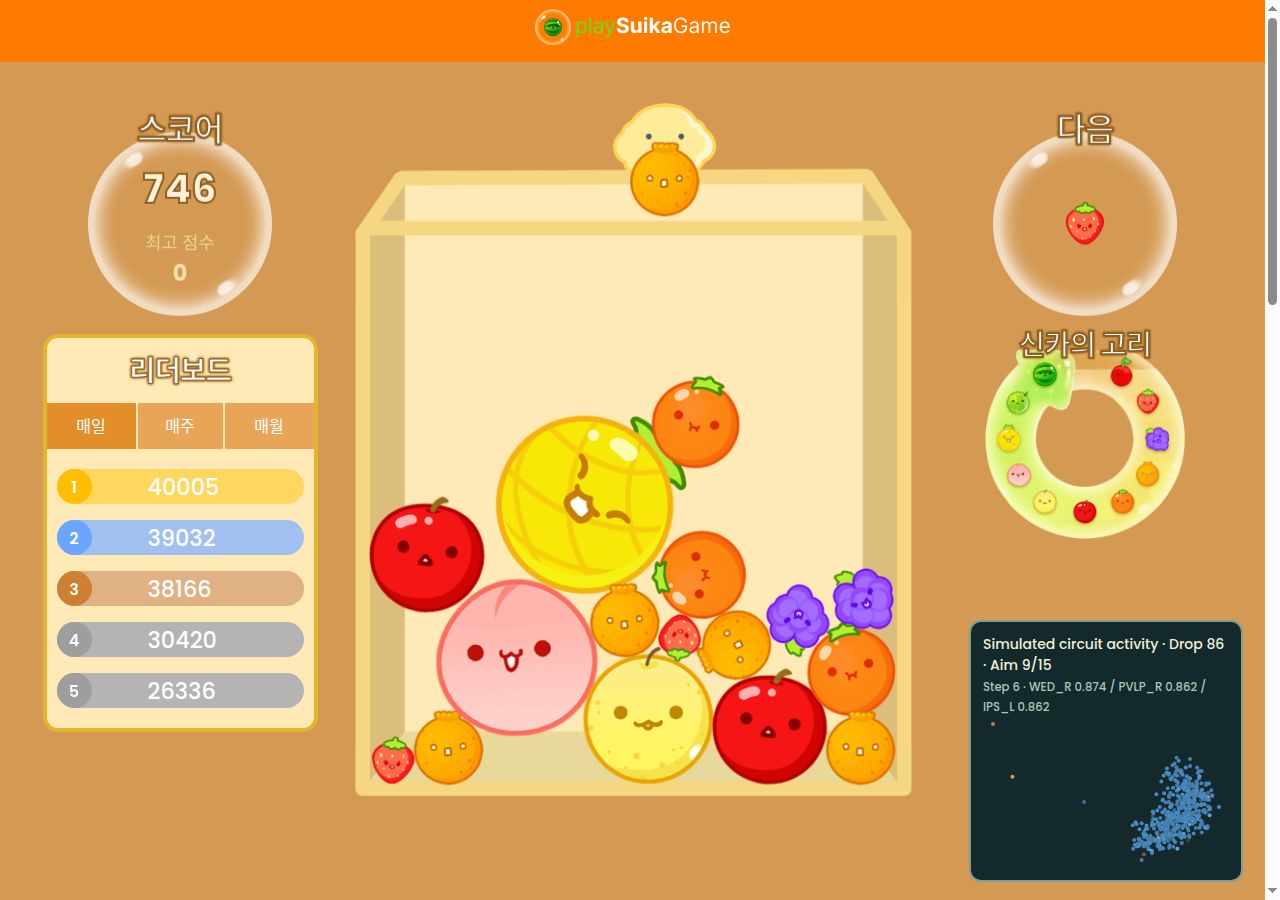 playSuikaGame
스코어
746
최고 점수
0
리더보드
매일 매주 매월
1 40005
2 39032
3 38166
4 30420
5 26336
다음
신카의 고리
Simulated circuit activity · Drop 86
· Aim 9/15
Step 6 · WED_R 0.874 / PVLP_R 0.862 /
IPS_L 0.862